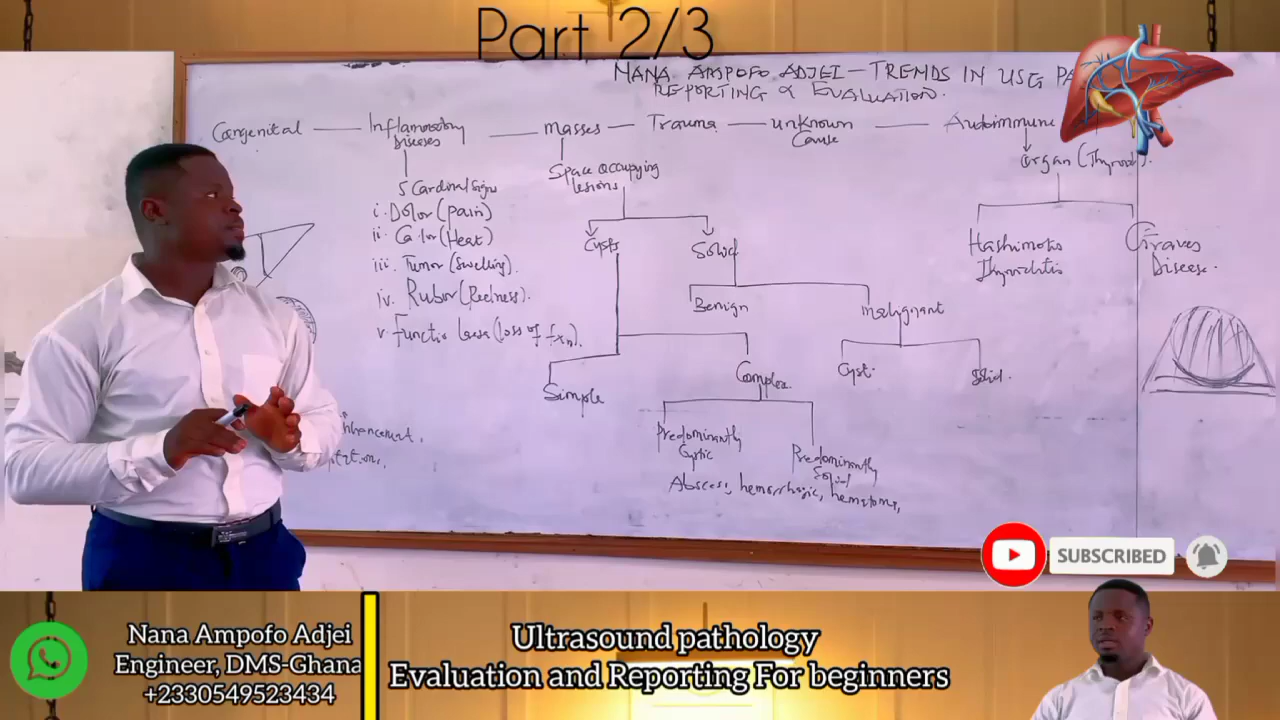 Part 2/3
NANA AMPOFO ADJEI – TRENDS IN USG PA
REPORTING & EVALUATION.
Congenital — Inflammatory Diseases — Masses — Trauma — unknown Cause — Autoimmune
5 Cardinal Signs
i. Dolor (Pain)
ii. Calor (Heat)
iii. Tumor (Swelling).
iv. Rubor (Redness).
v. Functio laesa (loss of fxn).
Space occupying
lesions
Cysts
Solid
Benign
Malignant
Cyst.
Solid.
Simple
Complex
Predominantly
Cystic
Predominantly
Solid
Abscess, hemorrhagic, hematoma,
Organ (Thyroid).
Hashimotis
Thyroiditis
Graves
Disease.
nhancement.
SUBSCRIBED
Nana Ampofo Adjei
Engineer, DMS-Ghana
+2330549523434
Ultrasound pathology
Evaluation and Reporting For beginners